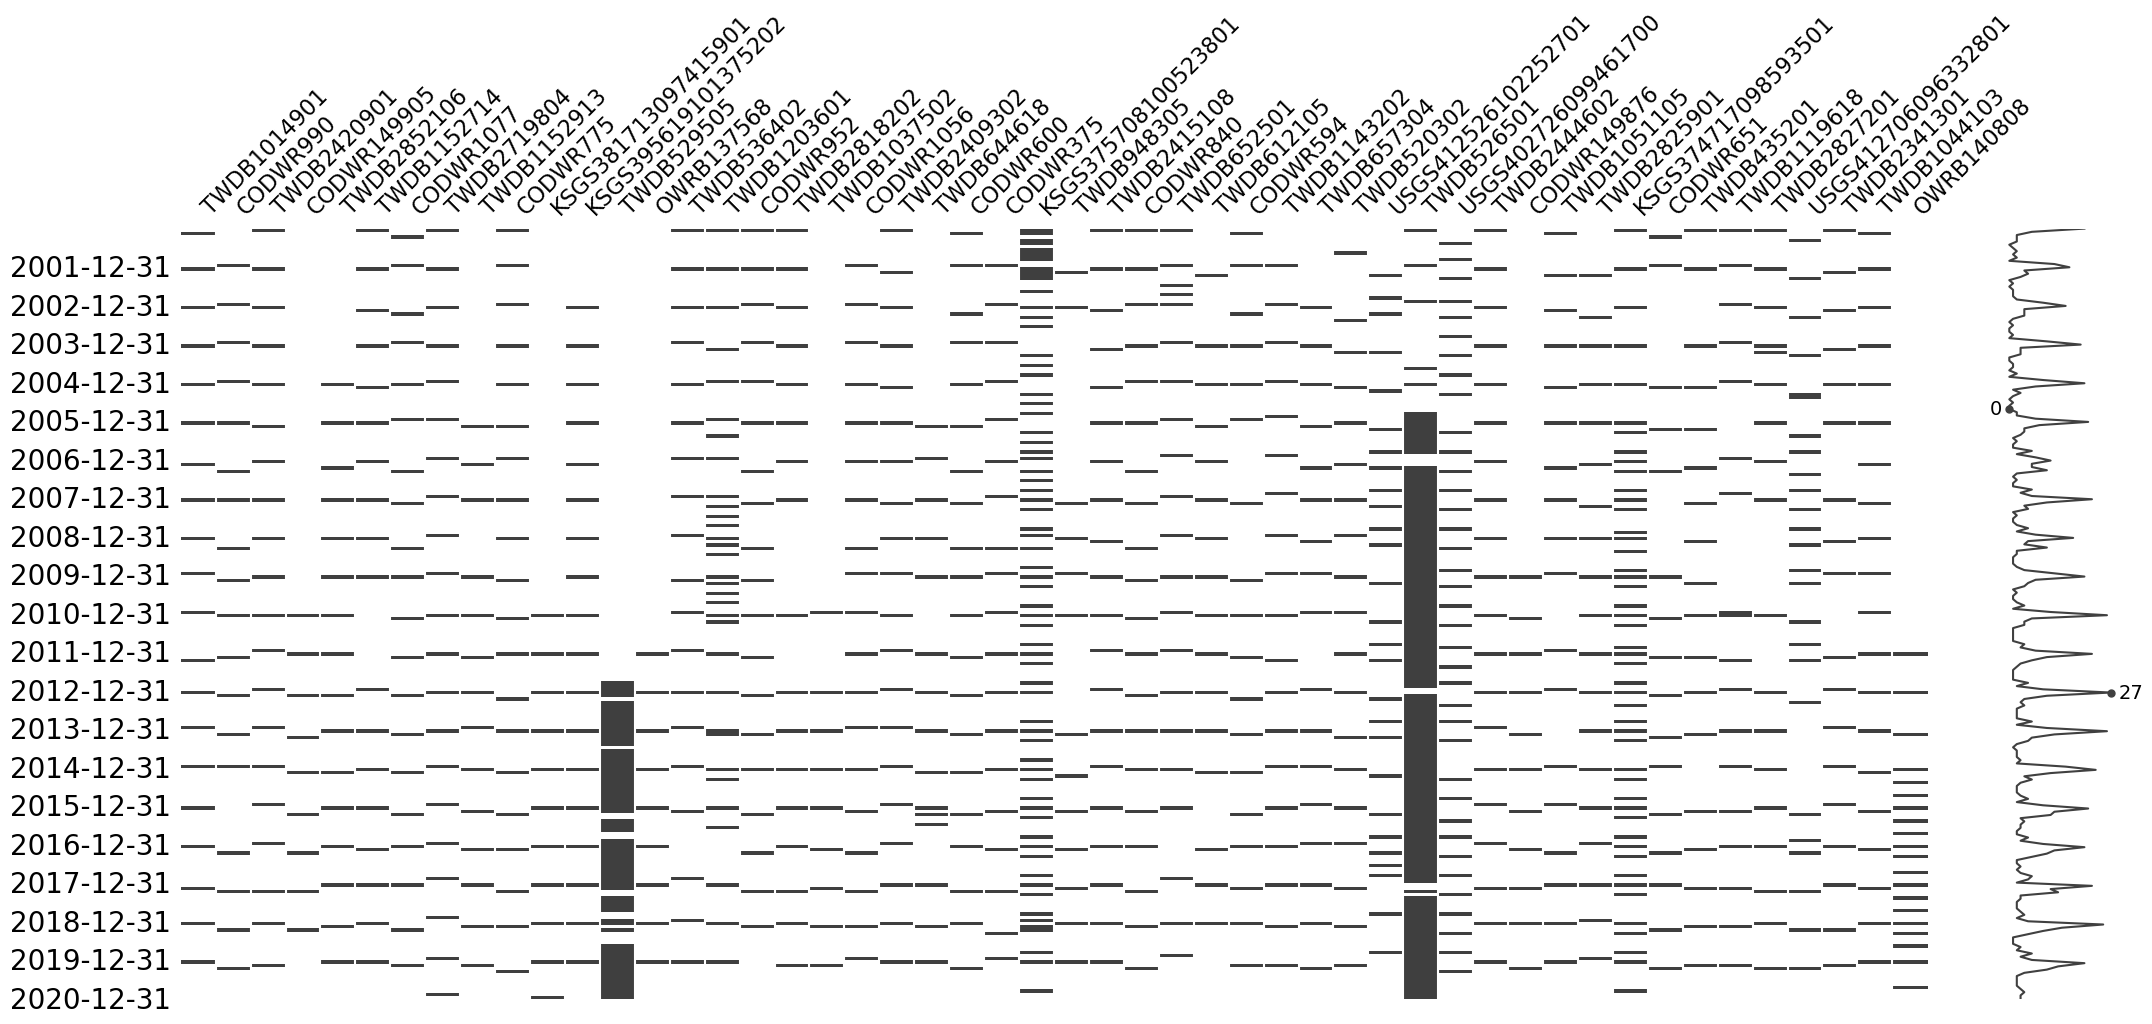 TWDB1014901
CODWR990
TWDB2420901
CODWR149905
TWDB2852106
TWDB1152714
CODWR1077
TWDB2719804
TWDB1152913
CODWR775
KSGS381713097415901
KSGS395619101375202
TWDB529505
OWRB137568
TWDB536402
TWDB1203601
CODWR952
TWDB2818202
TWDB1037502
CODWR1056
TWDB2409302
TWDB644618
CODWR600
CODWR375
KSGS375708100523801
TWDB948305
TWDB2415108
CODWR840
TWDB652501
TWDB612105
CODWR594
TWDB1143202
TWDB657304
TWDB520302
USGS412526102252701
TWDB526501
USGS402726099461700
TWDB2444602
CODWR149876
TWDB1051105
TWDB2825901
KSGS374717098593501
CODWR651
TWDB435201
TWDB1119618
TWDB2827201
USGS412706096332801
TWDB2341301
TWDB1044103
OWRB140808
2001-12-31
2002-12-31
2003-12-31
2004-12-31
0
2005-12-31
2006-12-31
2007-12-31
2008-12-31
2009-12-31
2010-12-31
2011-12-31
2012-12-31
27
2013-12-31
2014-12-31
2015-12-31
2016-12-31
2017-12-31
2018-12-31
2019-12-31
2020-12-31